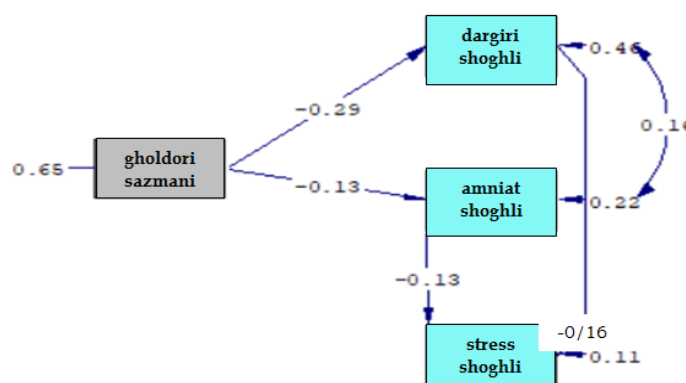 dargiri
shoghli
0.46
-0.29
0.16
gholdori
sazmani
0.65
-0.13
amniat
shoghli
0.22
-0.13
-0/16
stress
shoghli
0.11